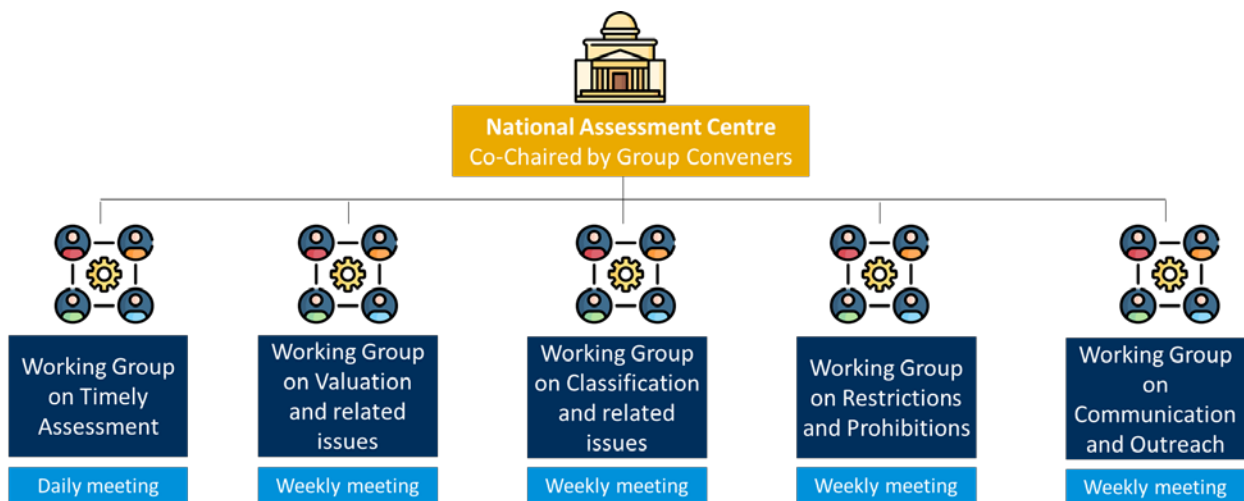 National Assessment Centre
Co-Chaired by Group Conveners
Working Group
on Timely
Assessment
Daily meeting
Working Group
on Valuation
and related
issues
Weekly meeting
Working Group
on Classification
and related
issues
Weekly meeting
Working Group
on Restrictions
and Prohibitions
Weekly meeting
Working Group
on
Communication
and Outreach
Weekly meeting